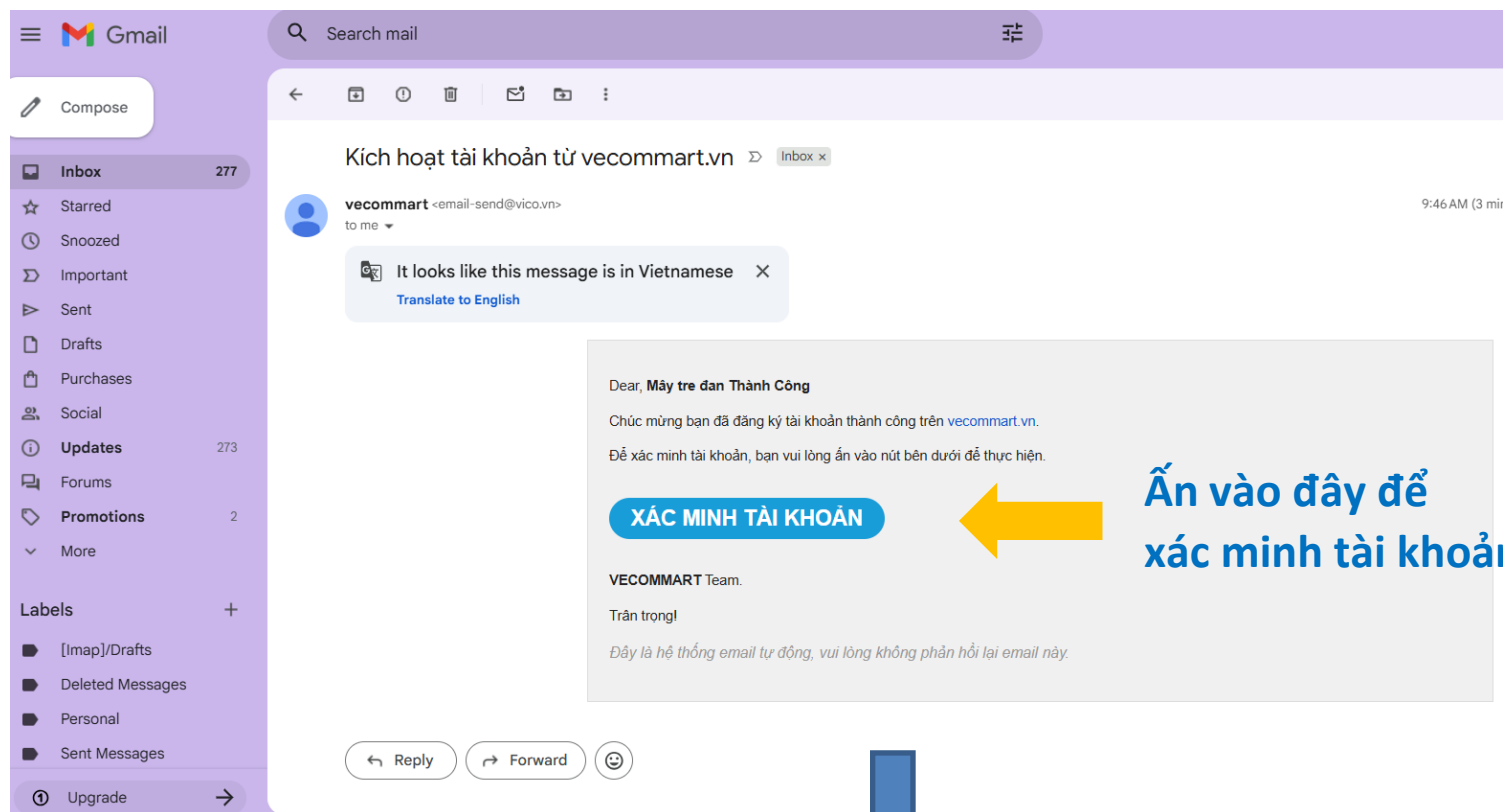 Gmail
Search mail
Compose
Inbox 277
Starred
Snoozed
Important
Sent
Drafts
Purchases
Social
Updates 273
Forums
Promotions 2
More
Labels
[Imap]/Drafts
Deleted Messages
Personal
Sent Messages
Upgrade
Kích hoạt tài khoản từ vecommart.vn Inbox ×
vecommart <email-send@vico.vn> 9:46 AM (3 min
to me
It looks like this message is in Vietnamese
Translate to English
Dear, Mây tre đan Thành Công
Chúc mừng bạn đã đăng ký tài khoản thành công trên vecommart.vn.
Để xác minh tài khoản, bạn vui lòng ấn vào nút bên dưới để thực hiện.
XÁC MINH TÀI KHOẢN
Ấn vào đây để
xác minh tài khoản
VECOMMART Team.
Trân trọng!
Đây là hệ thống email tự động, vui lòng không phản hồi lại email này.
Reply Forward